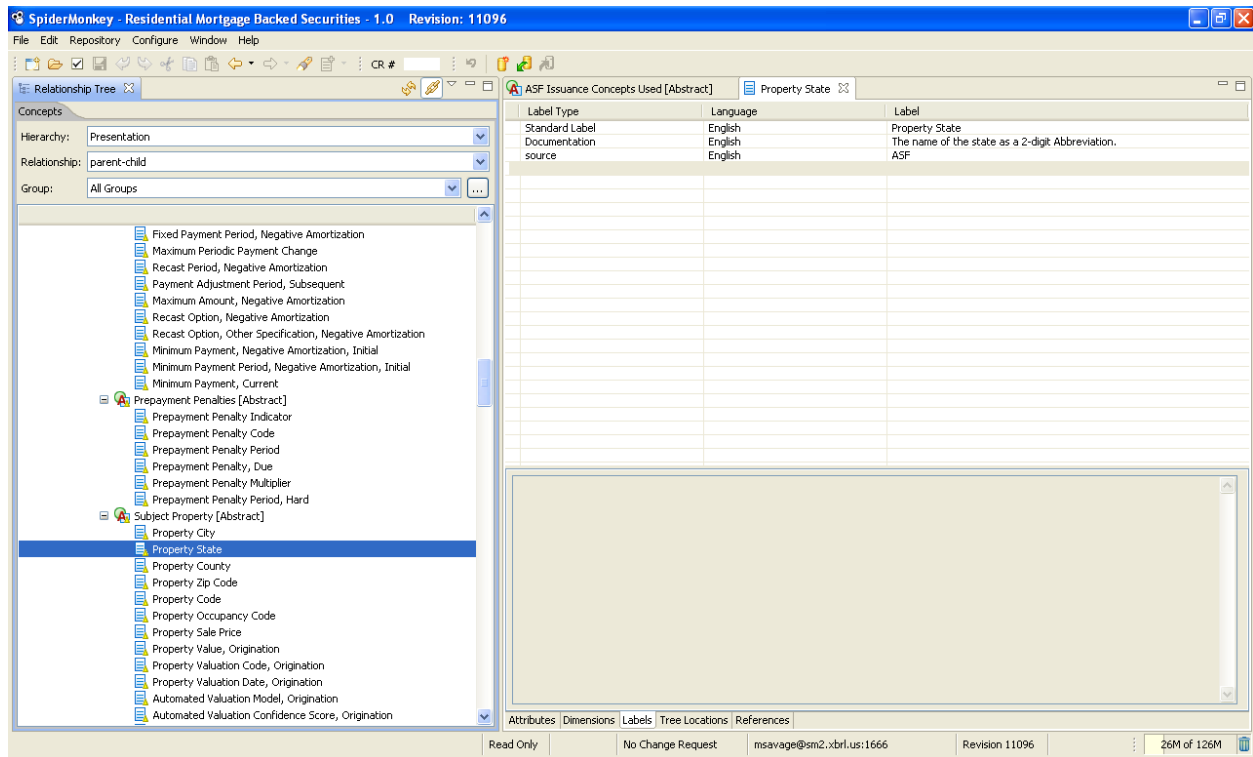 SpiderMonkey - Residential Mortgage Backed Securities - 1.0 Revision: 11096
File Edit Repository Configure Window Help
CR #
Relationship Tree
Concepts
Hierarchy: Presentation
Relationship: parent-child
Group: All Groups ...
Fixed Payment Period, Negative Amortization
Maximum Periodic Payment Change
Recast Period, Negative Amortization
Payment Adjustment Period, Subsequent
Maximum Amount, Negative Amortization
Recast Option, Negative Amortization
Recast Option, Other Specification, Negative Amortization
Minimum Payment, Negative Amortization, Initial
Minimum Payment Period, Negative Amortization, Initial
Minimum Payment, Current
Prepayment Penalties [Abstract]
Prepayment Penalty Indicator
Prepayment Penalty Code
Prepayment Penalty Period
Prepayment Penalty, Due
Prepayment Penalty Multiplier
Prepayment Penalty Period, Hard
Subject Property [Abstract]
Property City
Property State
Property County
Property Zip Code
Property Code
Property Occupancy Code
Property Sale Price
Property Value, Origination
Property Valuation Code, Origination
Property Valuation Date, Origination
Automated Valuation Model, Origination
Automated Valuation Confidence Score, Origination
ASF Issuance Concepts Used [Abstract] Property State
Label Type Language Label
Standard Label English Property State
Documentation English The name of the state as a 2-digit Abbreviation.
source English ASF
Attributes Dimensions Labels Tree Locations References
Read Only No Change Request msavage@sm2.xbrl.us:1666 Revision 11096 26M of 126M